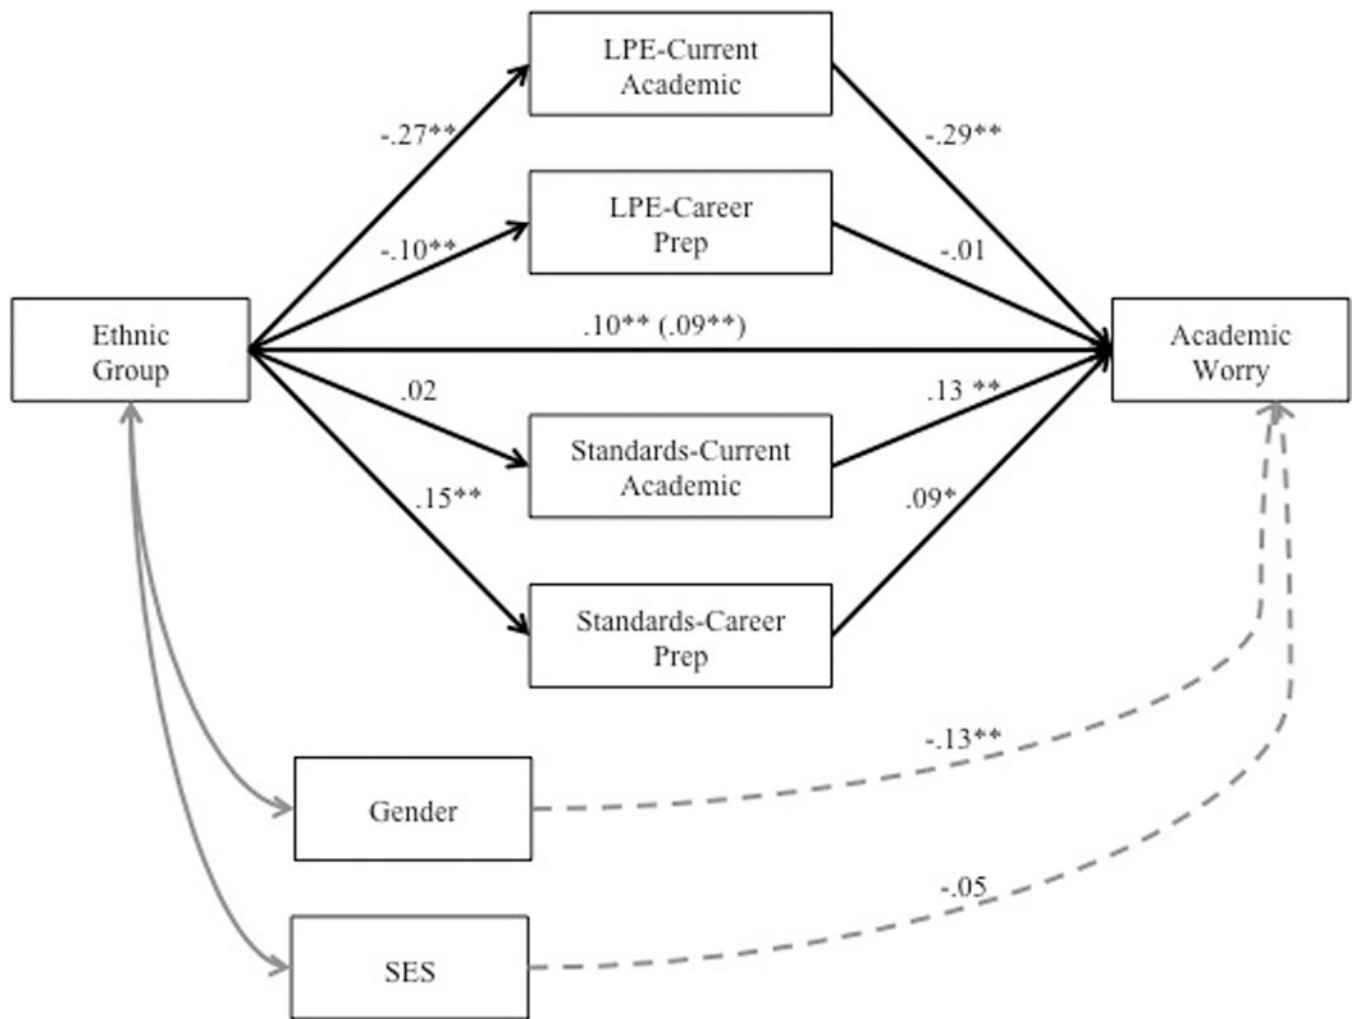 LPE-Current
Academic
-.27**
-.29**
LPE-Career
Prep
-.10**
-.01
Ethnic
Group
.10** (.09**)
Academic
Worry
.02
.13 **
Standards-Current
Academic
.15**
.09*
Standards-Career
Prep
-.13**
Gender
-.05
SES